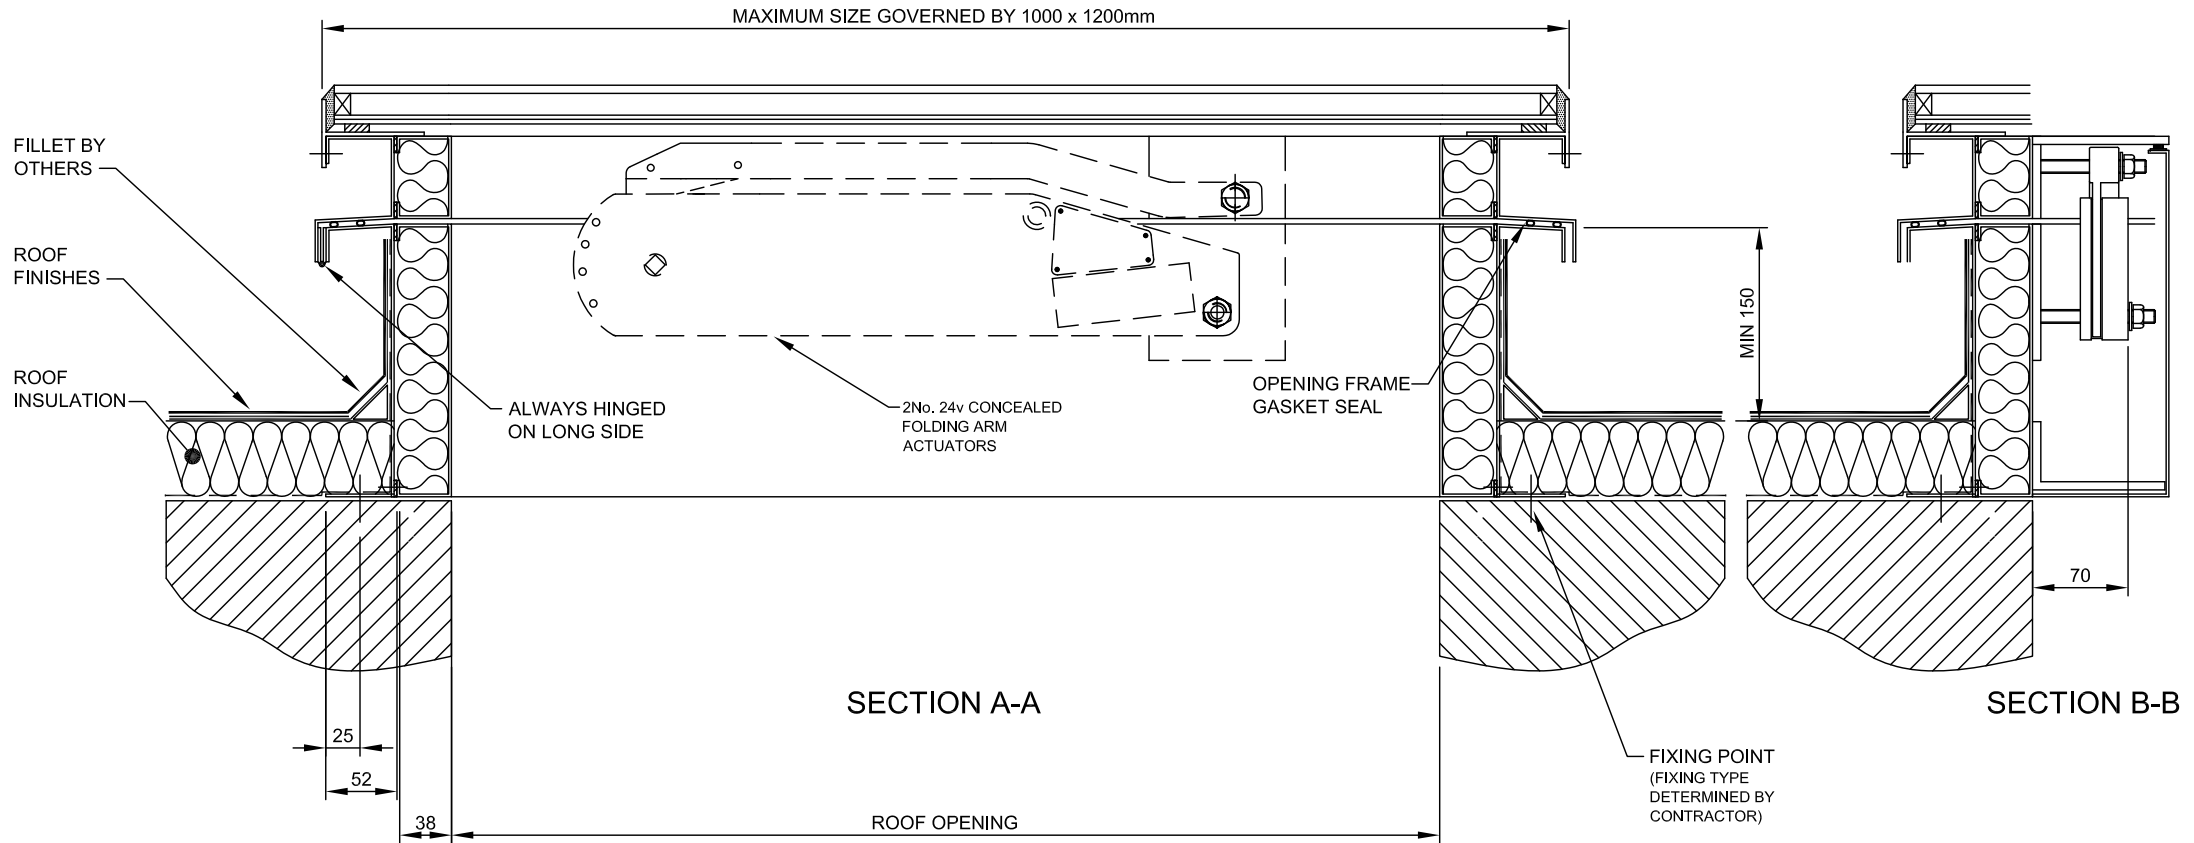 MAXIMUM SIZE GOVERNED BY 1000 x 1200mm
FILLET BY
OTHERS
ROOF
FINISHES
ROOF
INSULATION
ALWAYS HINGED
ON LONG SIDE
2No. 24v CONCEALED
FOLDING ARM
ACTUATORS
OPENING FRAME
GASKET SEAL
MIN 150
70
SECTION A-A
SECTION B-B
25
52
38
ROOF OPENING
FIXING POINT
(FIXING TYPE
DETERMINED BY
CONTRACTOR)